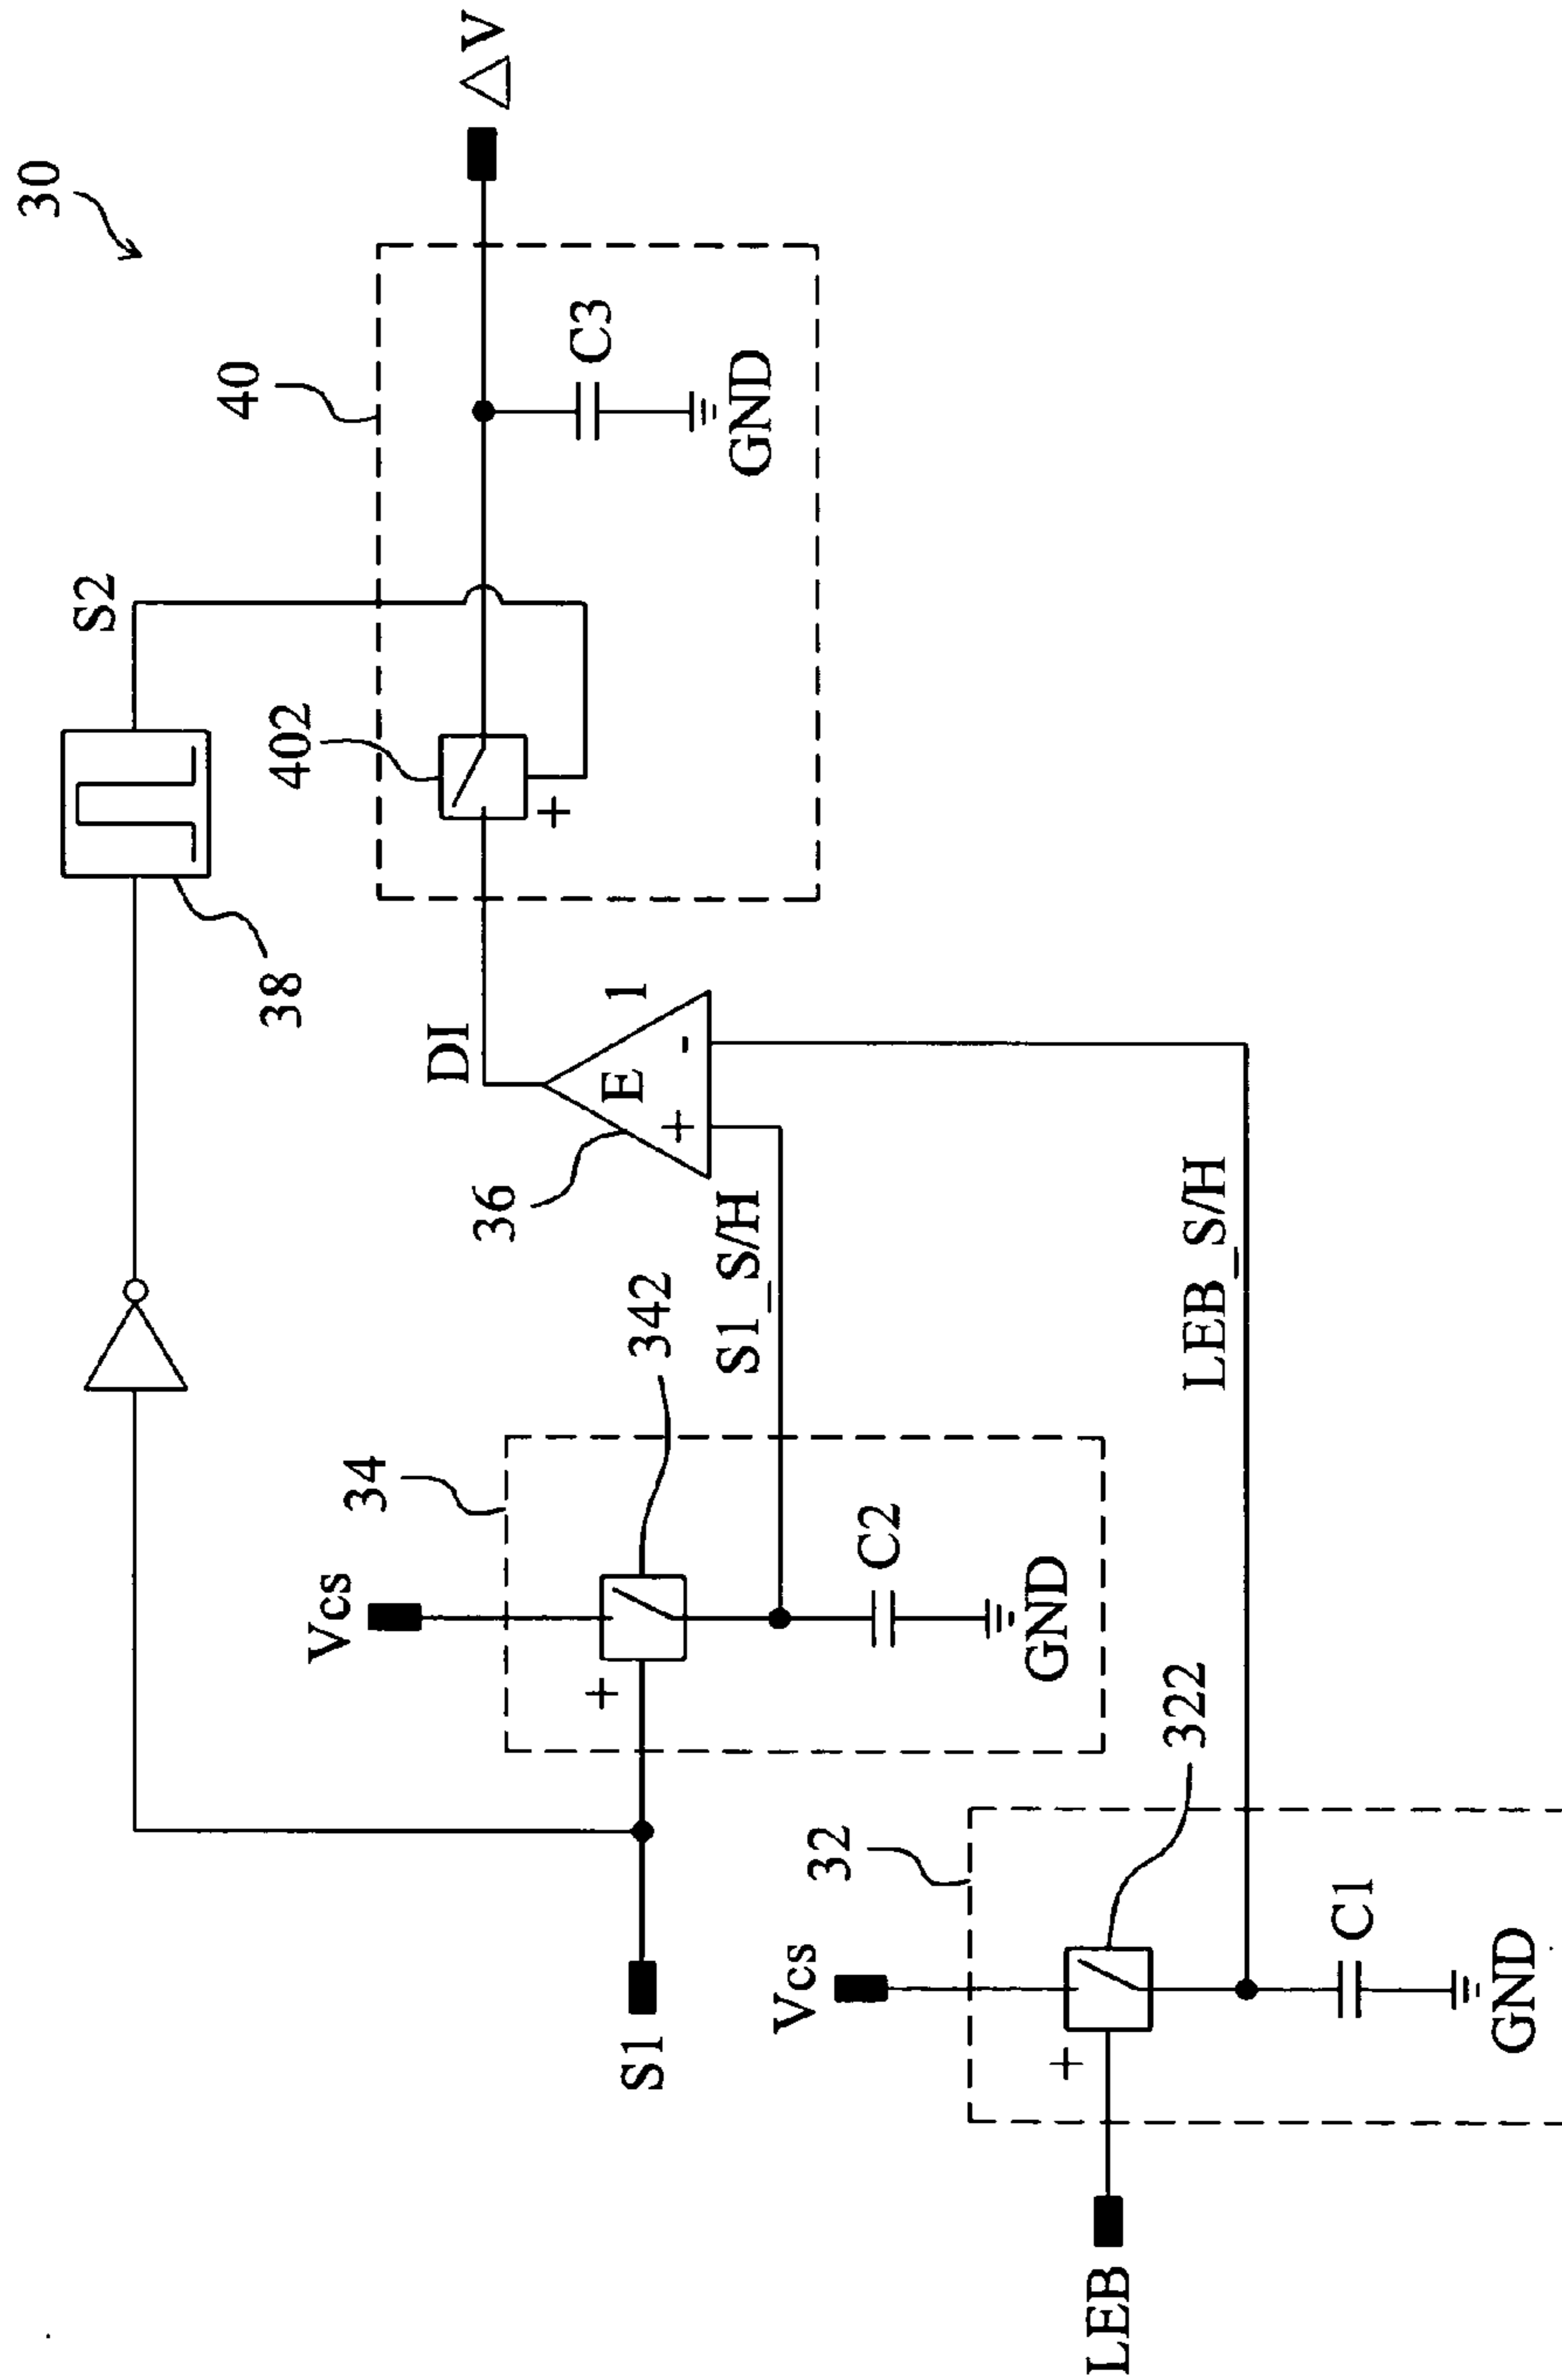 30
S2
38
40
402
△V
C3
GND
DI
36
E
1
+
-
+
34
Vcs
342
+
S1
S1_S/H
C2
GND
32
Vcs
322
+
LEB
LEB_S/H
C1
GND